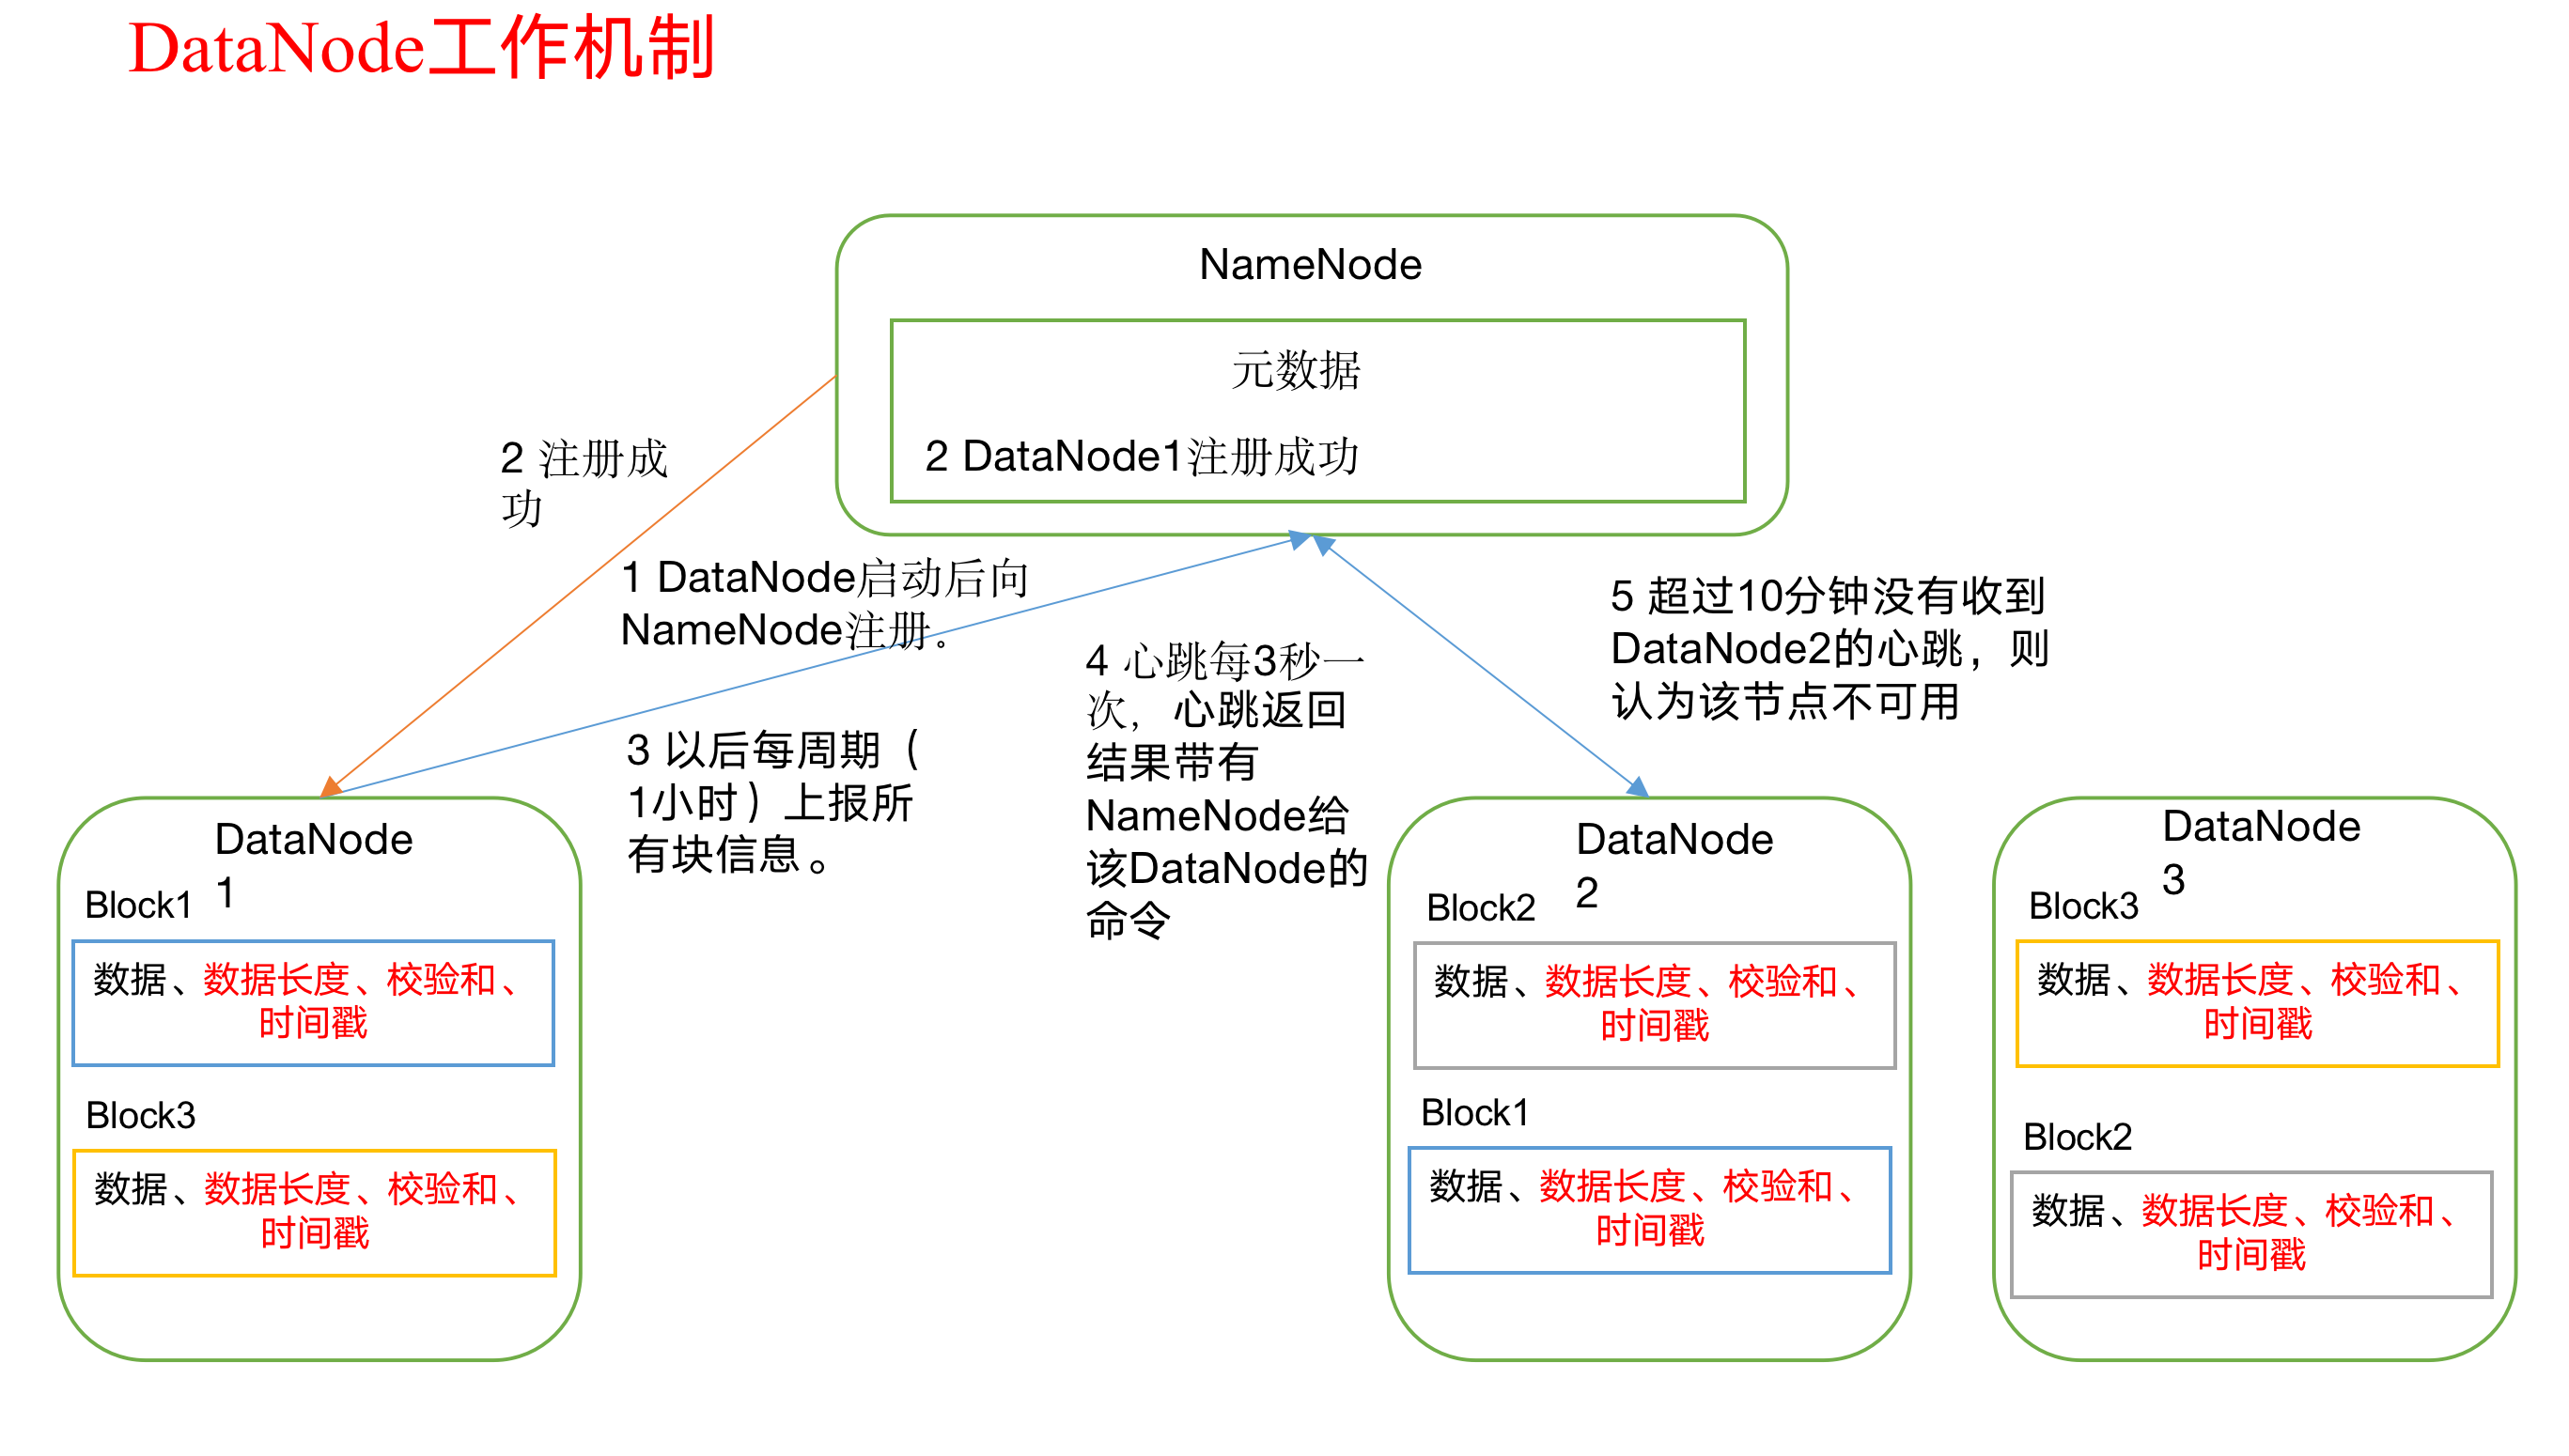 DataNode工作机制
NameNode
元数据
2 DataNode1注册成功
2 注册成
功
1 DataNode启动后向
NameNode注册。
3 以后每周期（
1小时）上报所
有块信息。
4 心跳每3秒一
次，心跳返回
结果带有
NameNode给
该DataNode的
命令
5 超过10分钟没有收到
DataNode2的心跳，则
认为该节点不可用
DataNode
1
Block1
数据、数据长度、校验和、
时间戳
Block3
数据、数据长度、校验和、
时间戳
DataNode
2
Block2
数据、数据长度、校验和、
时间戳
Block1
数据、数据长度、校验和、
时间戳
DataNode
3
Block3
数据、数据长度、校验和、
时间戳
Block2
数据、数据长度、校验和、
时间戳